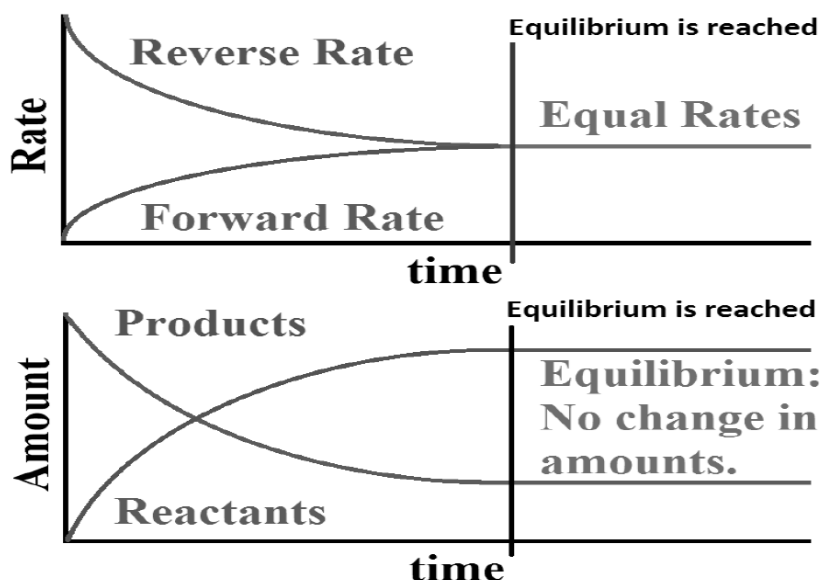 Equilibrium is reached
Reverse Rate
Equal Rates
Rate
Forward Rate
time
Equilibrium is reached
Products
Equilibrium:
No change in
amounts.
Amount
Reactants
time